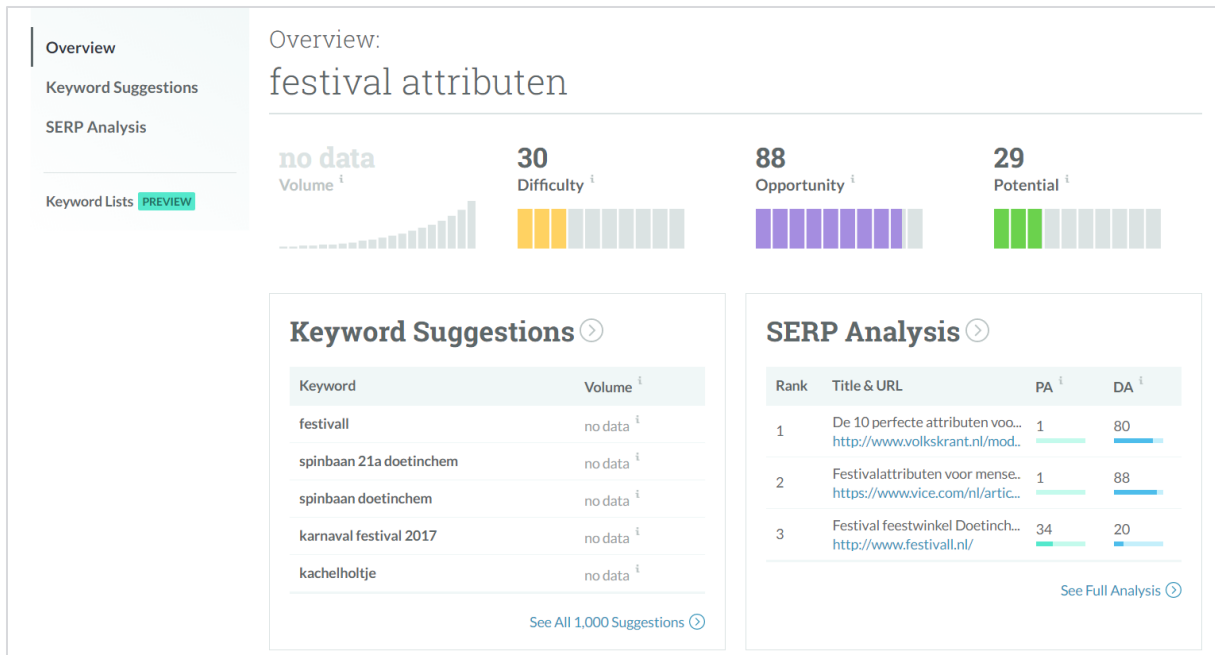 Overview
Keyword Suggestions
SERP Analysis
Keyword Lists PREVIEW
Overview:
festival attributen
no data
Volume i
30
Difficulty i
88
Opportunity i
29
Potential i
Keyword Suggestions
Keyword Volume i
festivall no data i
spinbaan 21a doetinchem no data i
spinbaan doetinchem no data i
karnaval festival 2017 no data i
kachelholtje no data i
See All 1,000 Suggestions
SERP Analysis
Rank Title & URL PA i DA i
1 De 10 perfecte attributen voo... 1 80
http://www.volkskrant.nl/mod..
2 Festivalattributen voor mense.. 1 88
https://www.vice.com/nl/artic...
3 Festival feestwinkel Doetinch... 34 20
http://www.festivall.nl/
See Full Analysis